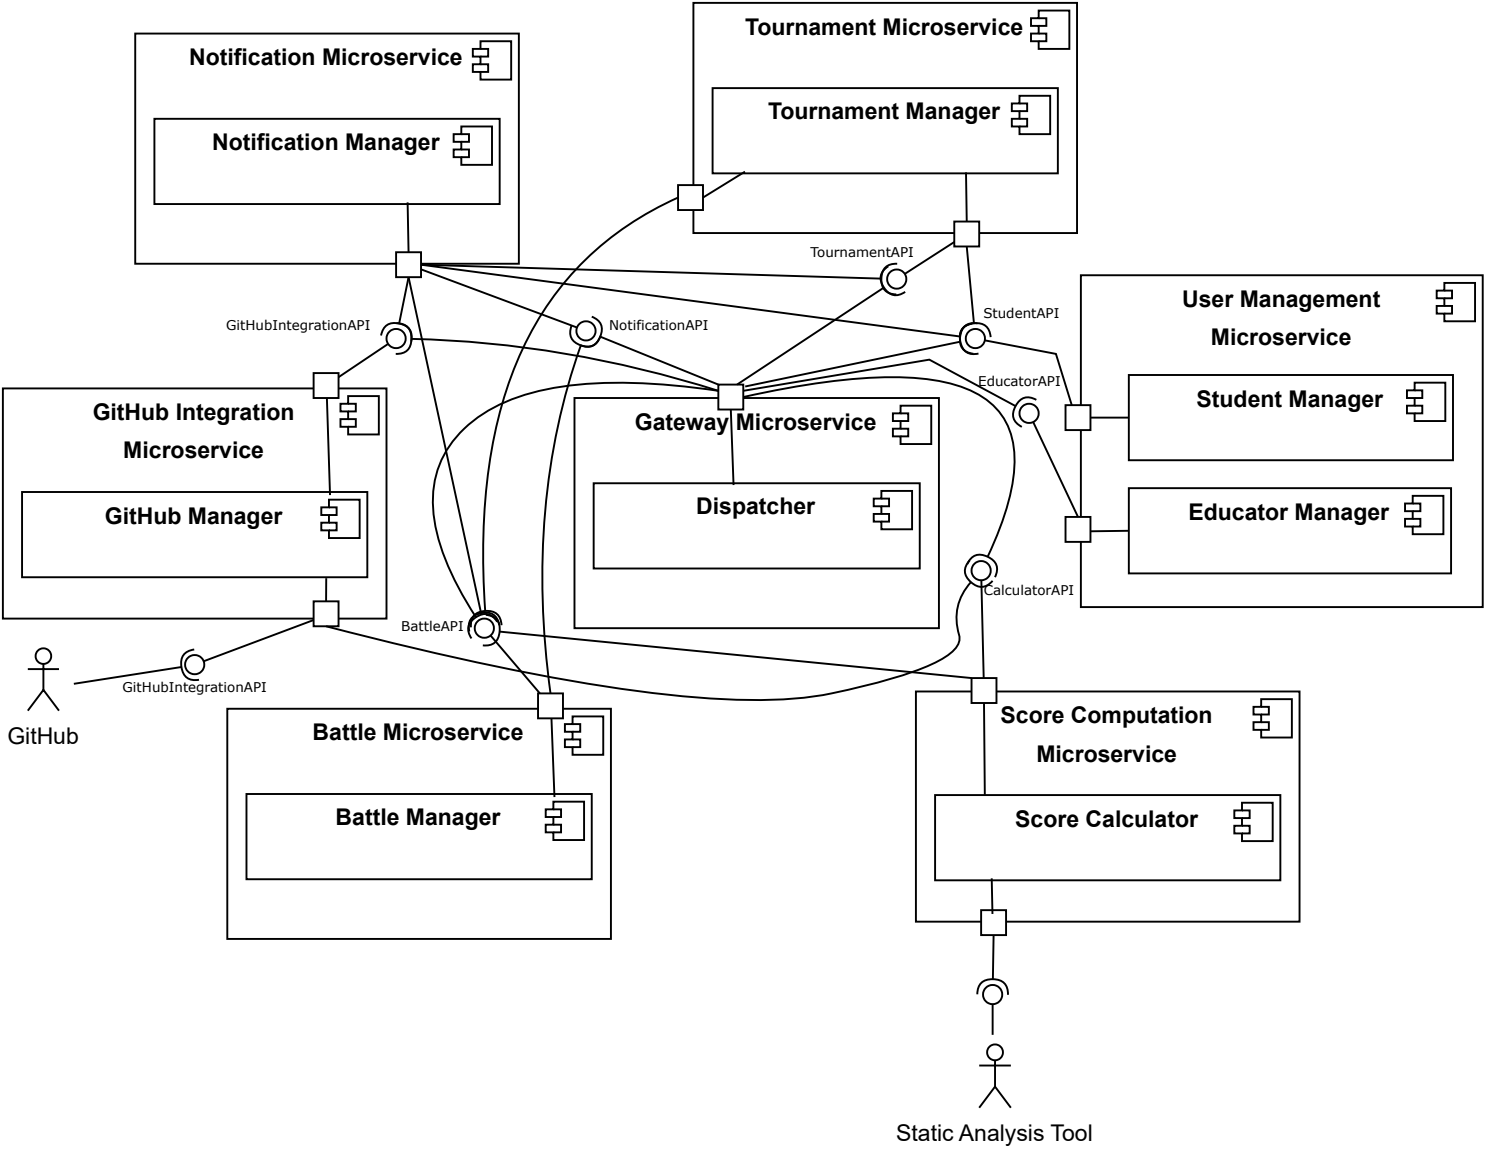 Tournament Microservice
Notification Microservice
Tournament Manager
Notification Manager
TournamentAPI
StudentAPI
User Management
Microservice
GitHubIntegrationAPI
NotificationAPI
EducatorAPI
Student Manager
GitHub Integration
Microservice
Gateway Microservice
Dispatcher
GitHub Manager
Educator Manager
CalculatorAPI
BattleAPI
GitHubIntegrationAPI
GitHub
Battle Microservice
Score Computation
Microservice
Battle Manager
Score Calculator
Static Analysis Tool